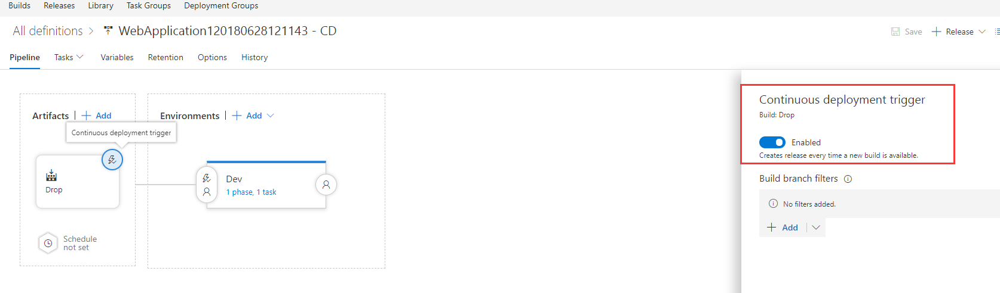 Builds Releases Library Task Groups Deployment Groups
All definitions > WebApplication120180628121143 - CD
Save + Release
Pipeline Tasks Variables Retention Options History
Artifacts | + Add
Environments | + Add
Continuous deployment trigger
Drop
Dev
1 phase, 1 task
Schedule
not set
Continuous deployment trigger
Build: Drop
Enabled
Creates release every time a new build is available.
Build branch filters
No filters added.
+ Add